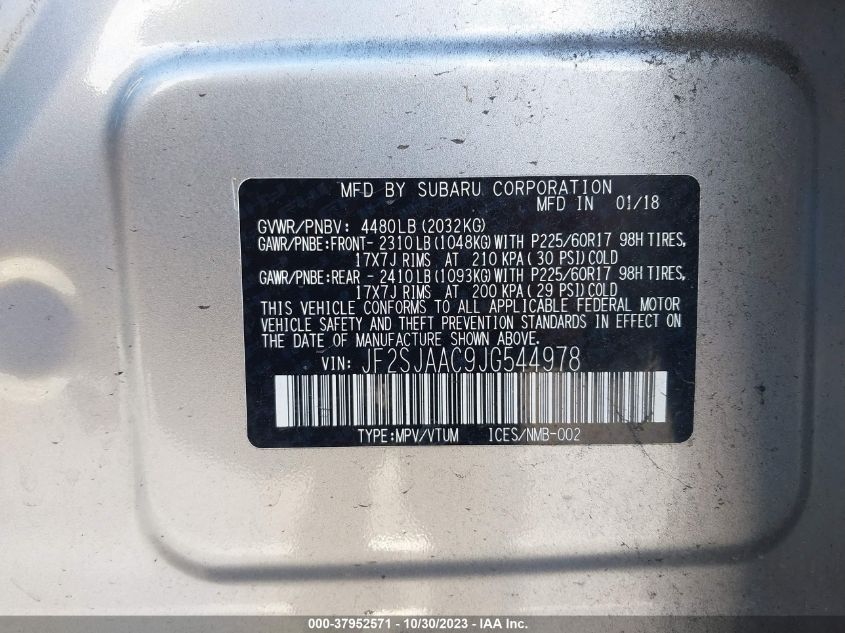 MFD BY SUBARU CORPORATION
MFD IN 01/18
GVWR/PNBV: 4480LB(2032KG)
GAWR/PNBE:FRONT- 2310LB(1048KG)WITH P225/60R17 98H TIRES,
17X7J RIMS AT 210 KPA(30 PSI)COLD
GAWR/PNBE:REAR - 2410LB(1093KG)WITH P225/60R17 98H TIRES,
17X7J RIMS AT 200 KPA(29 PSI)COLD
THIS VEHICLE CONFORMS TO ALL APPLICABLE FEDERAL MOTOR
VEHICLE SAFETY AND THEFT PREVENTION STANDARDS IN EFFECT ON
THE DATE OF MANUFACTURE SHOWN ABOVE.
VIN: JF2SJAAC9JG544978
TYPE:MPV/VTUM ICES/NMB-002
000-37952571 - 10/30/2023 - IAA Inc.